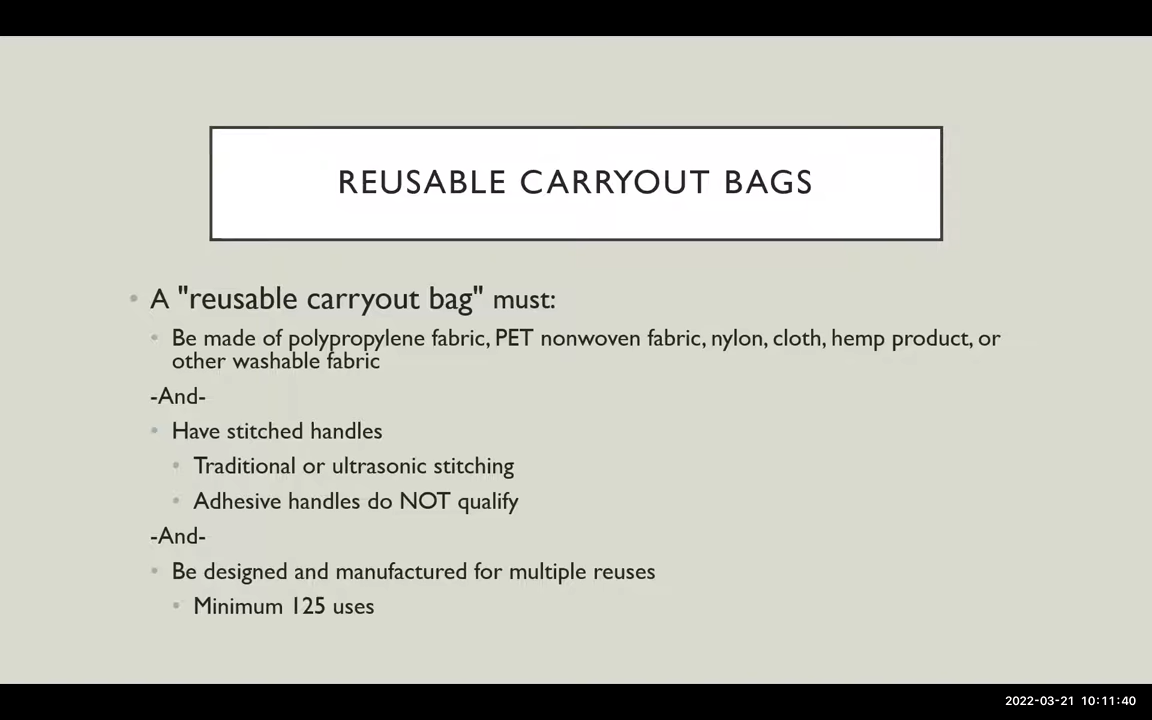 REUSABLE CARRYOUT BAGS
• A "reusable carryout bag" must:
• Be made of polypropylene fabric, PET nonwoven fabric, nylon, cloth, hemp product, or
other washable fabric
-And-
• Have stitched handles
• Traditional or ultrasonic stitching
• Adhesive handles do NOT qualify
-And-
• Be designed and manufactured for multiple reuses
• Minimum 125 uses
2022-03-21 10:11:40